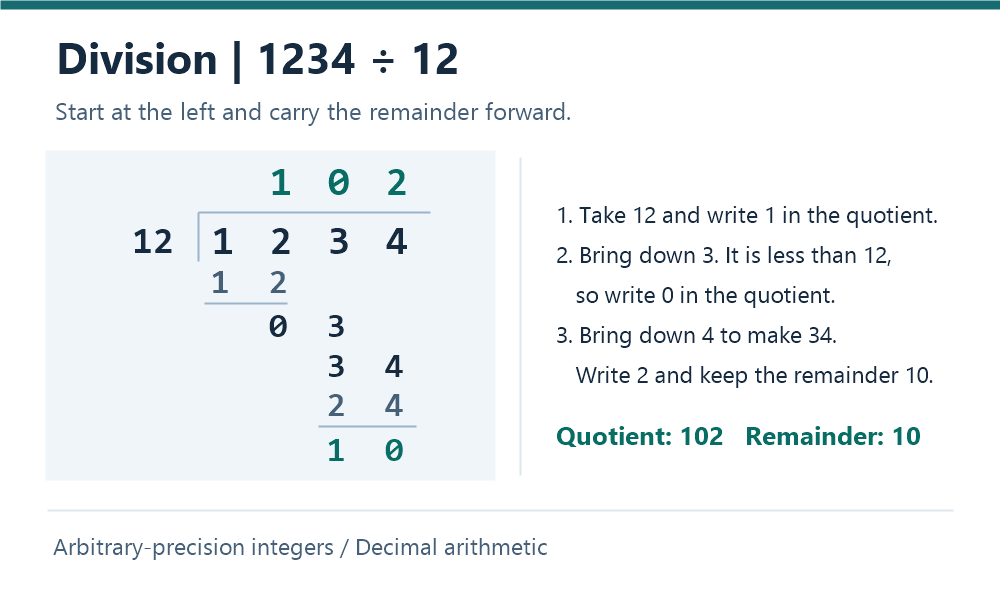 Division | 1234 ÷ 12
Start at the left and carry the remainder forward.
1 0 2
12 1 2 3 4
1 2
0 3
3 4
2 4
1 0
1. Take 12 and write 1 in the quotient.
2. Bring down 3. It is less than 12,
so write 0 in the quotient.
3. Bring down 4 to make 34.
Write 2 and keep the remainder 10.
Quotient: 102 Remainder: 10
Arbitrary-precision integers / Decimal arithmetic